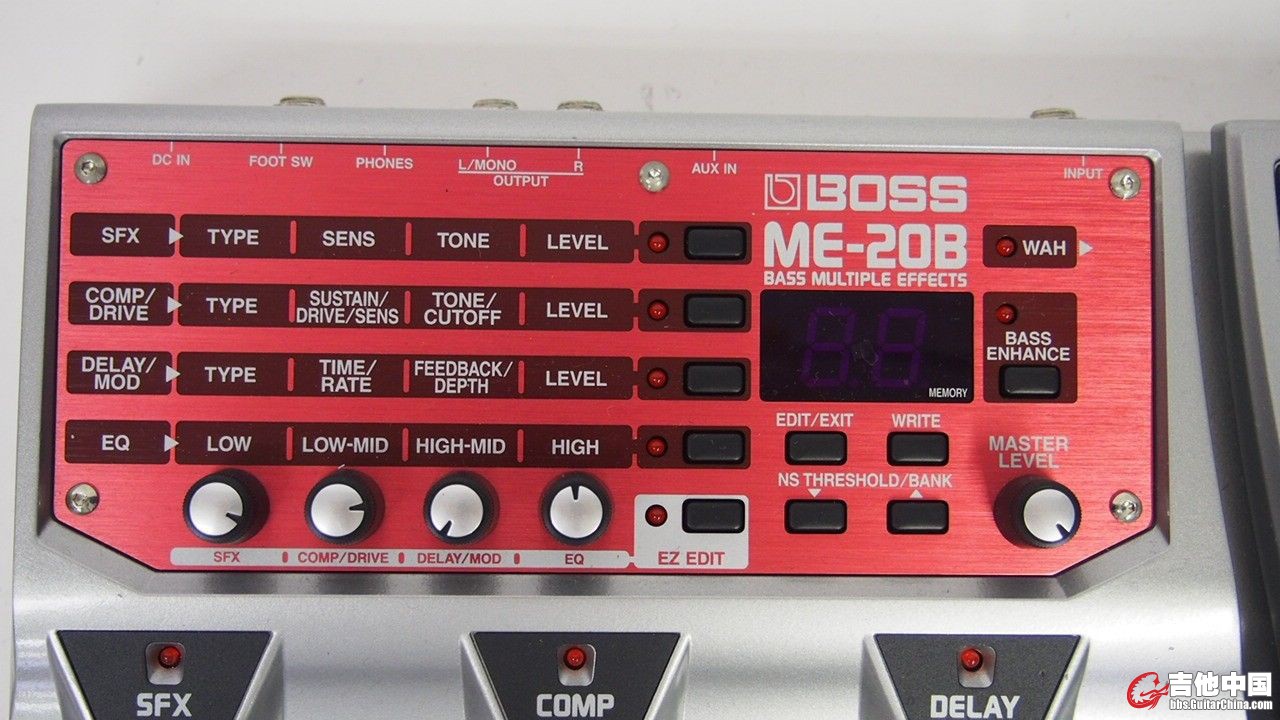 DC IN FOOT SW PHONES L/MONO R AUX IN INPUT
OUTPUT
BOSS
SFX TYPE SENS TONE LEVEL
ME-20B
WAH
BASS MULTIPLE EFFECTS
COMP/
DRIVE
TYPE
SUSTAIN/
DRIVE/SENS
TONE/
CUTOFF
LEVEL
BASS
ENHANCE
DELAY/
MOD
TYPE
TIME/
RATE
FEEDBACK/
DEPTH
LEVEL
MEMORY
EDIT/EXIT WRITE
EQ LOW LOW-MID HIGH-MID HIGH
MASTER
LEVEL
NS THRESHOLD/BANK
SFX COMP/DRIVE DELAY/MOD EQ
EZ EDIT
SFX COMP DELAY
吉他中国
bbs.GuitarChina.com